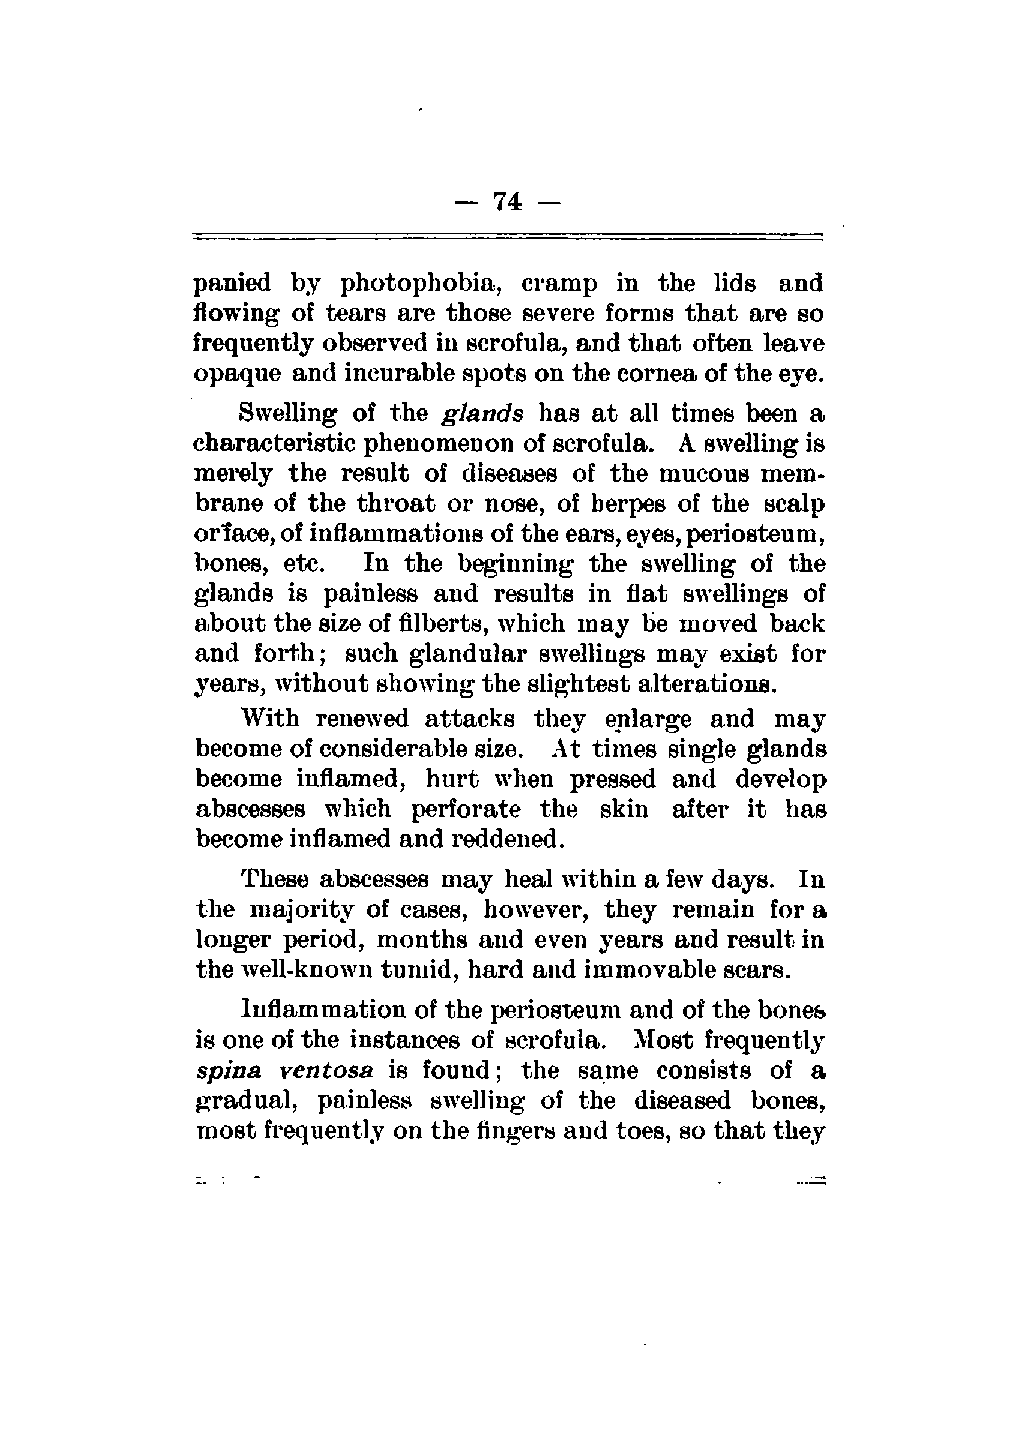 — 74 —
panied by photophobia, cramp in the lids and
flowing of tears are those severe forms that are so
frequently observed in scrofula, and that often leave
opaque and incurable spots on the cornea of the eye.
Swelling of the glands has at all times been a
characteristic phenomenon of scrofula. A swelling is
merely the result of diseases of the mucous mem-
brane of the throat or nose, of herpes of the scalp
or face, of inflammations of the ears, eyes, periosteum,
bones, etc. In the beginning the swelling of the
glands is painless and results in flat swellings of
about the size of filberts, which may be moved back
and forth; such glandular swellings may exist for
years, without showing the slightest alterations.
With renewed attacks they enlarge and may
become of considerable size. At times single glands
become inflamed, hurt when pressed and develop
abscesses which perforate the skin after it has
become inflamed and reddened.
These abscesses may heal within a few days. In
the majority of cases, however, they remain for a
longer period, months and even years and result in
the well-known tumid, hard and immovable scars.
Inflammation of the periosteum and of the bones
is one of the instances of scrofula. Most frequently
spina ventosa is found; the same consists of a
gradual, painless swelling of the diseased bones,
most frequently on the fingers and toes, so that they